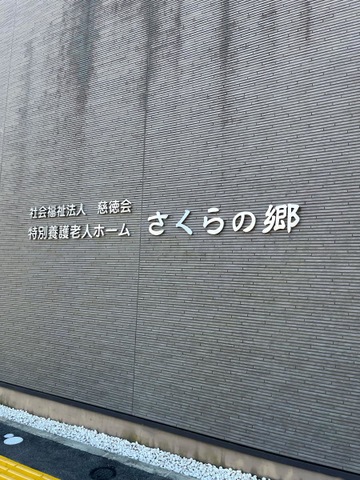 社会福祉法人 慈徳会
特別養護老人ホーム
さくらの郷